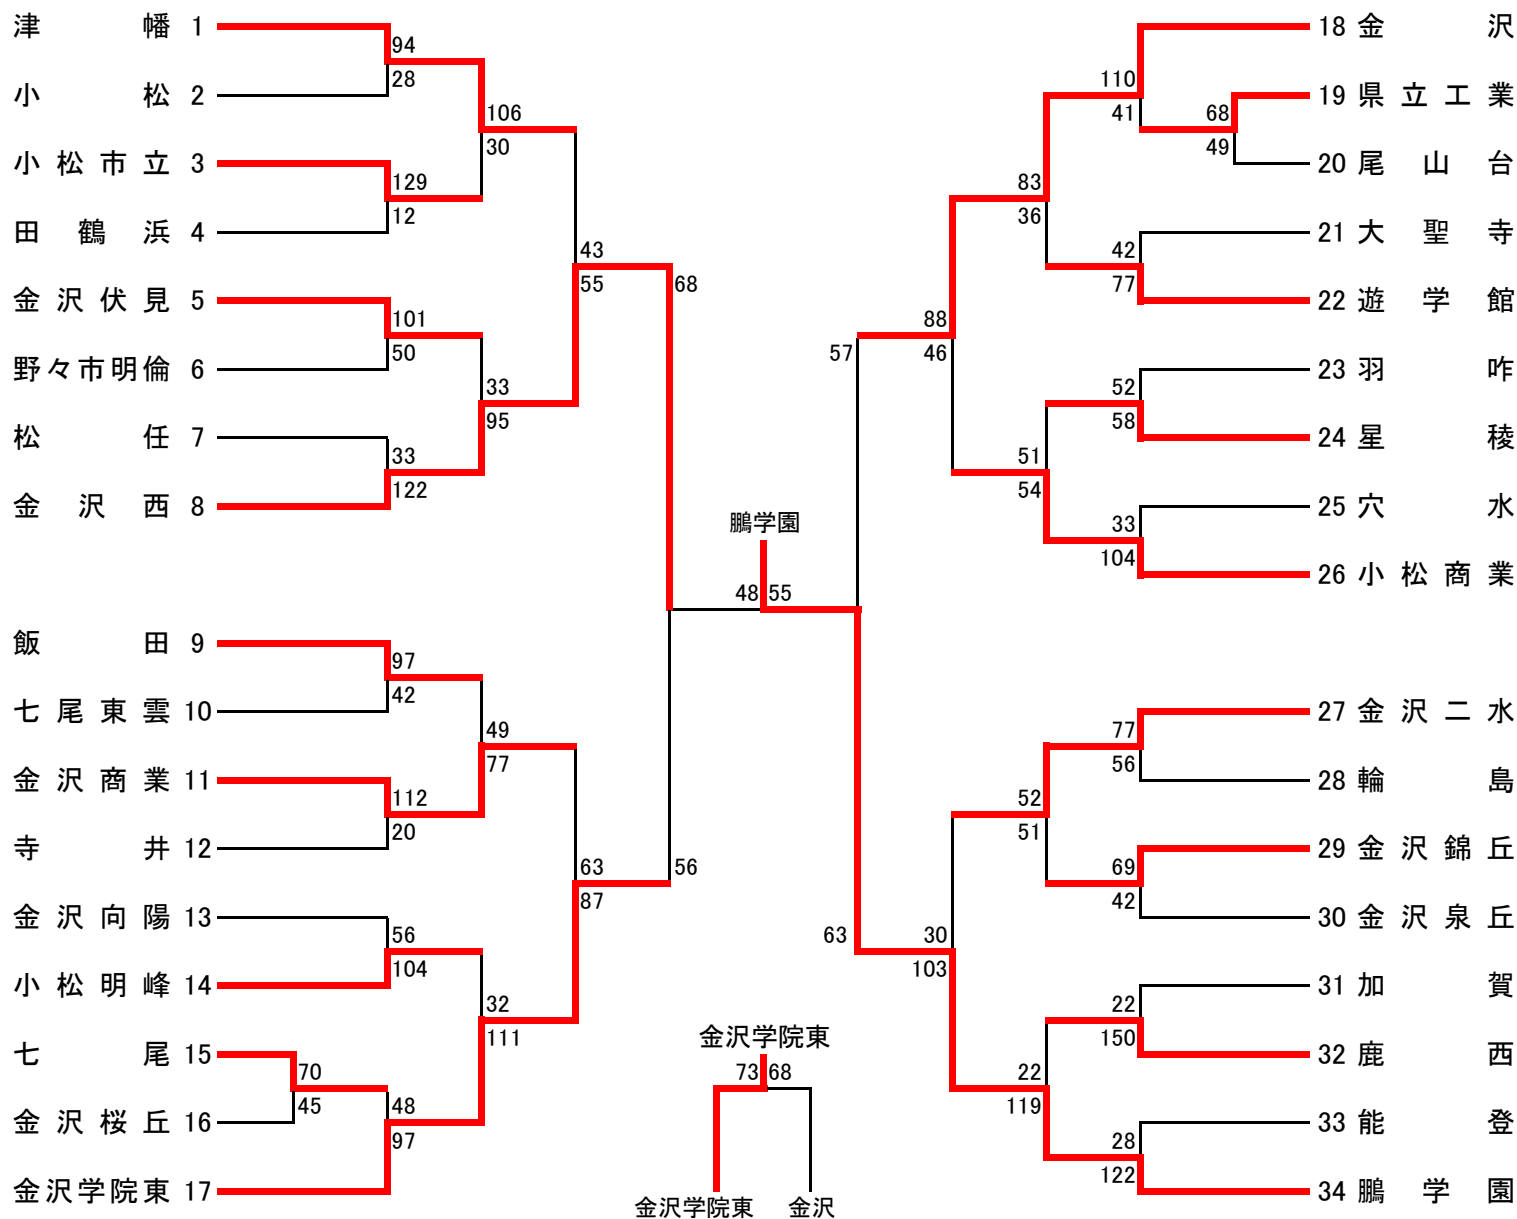 津幡 1
94
28
小松 2
106
30
小松市立 3
129
12
田鶴浜 4
43
55
金沢伏見 5
101
50
野々市明倫 6
33
95
松任 7
33
122
金沢西 8
68
飯田 9
97
42
七尾東雲 10
49
77
金沢商業 11
112
20
寺井 12
63
87
56
金沢向陽 13
56
104
小松明峰 14
32
111
七尾 15
70
45
金沢桜丘 16
48
97
金沢学院東 17
鵬学園
48 55
金沢学院東
73 68
金沢学院東 金沢
18 金沢
110
41
19 県立工業
68
49
20 尾山台
83
36
21 大聖寺
42
77
22 遊学館
88
46
57
23 羽咋
52
58
24 星稜
51
54
25 穴水
33
104
26 小松商業
27 金沢二水
77
56
28 輪島
52
51
29 金沢錦丘
69
42
30 金沢泉丘
63
30
103
31 加賀
22
150
32 鹿西
22
119
33 能登
28
122
34 鵬学園